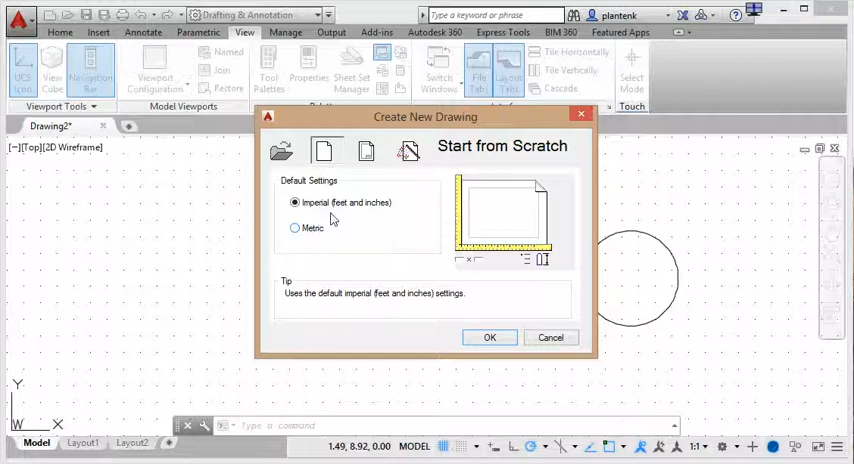 Drafting & Annotation
Type a keyword or phrase
plantenk
Home Insert Annotate Parametric View Manage Output Autodesk 360 Express Tools BIM 360 Featured Apps
UCS Icon
View Cube
Navigation Bar
Viewport Configuration
Named
Join
Restore
Tool Palettes
Properties
Sheet Set Manager
Switch Windows
File Tabs
Layout Tabs
Tile Horizontally
Tile Vertically
Cascade
Select Mode
Viewport Tools
Model Viewports
Touch
Drawing2*
[−][Top][2D Wireframe]
Create New Drawing
Start from Scratch
Default Settings
Imperial (feet and inches)
Metric
Tip
Uses the default imperial (feet and inches) settings.
OK
Cancel
Y
W
X
Type a command
Model Layout1 Layout2
1.49, 8.92, 0.00 MODEL
1:1